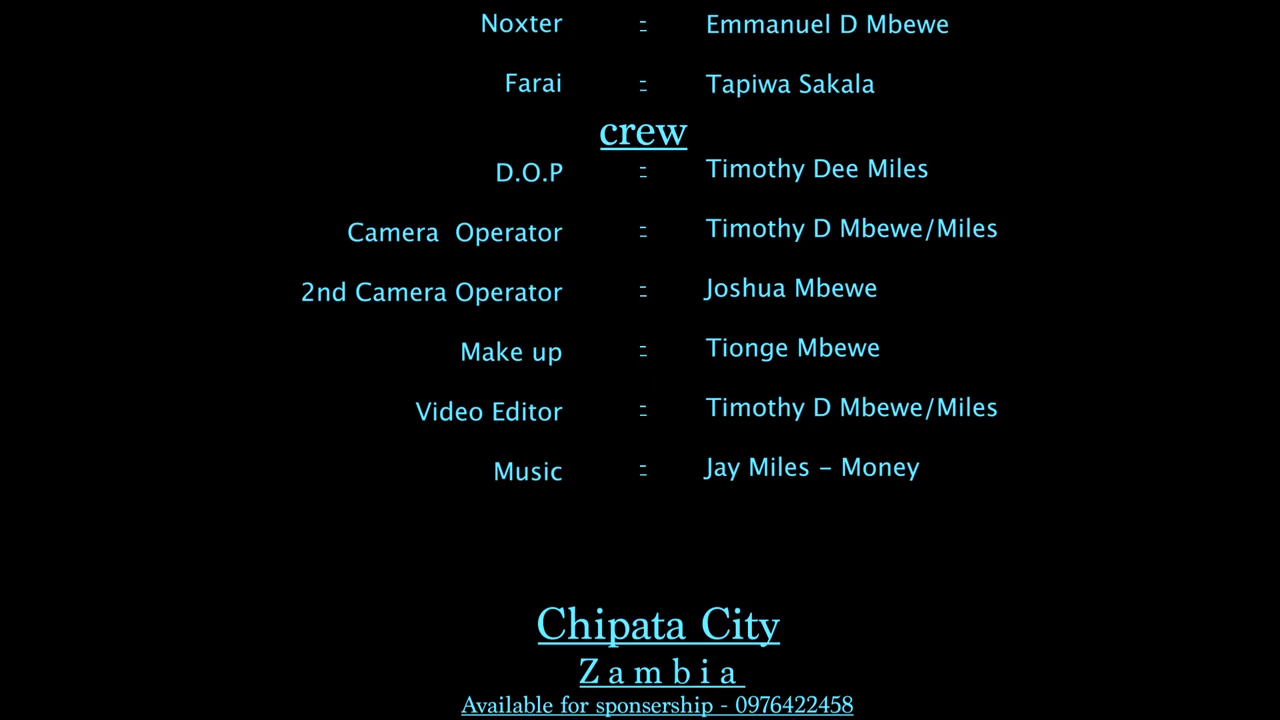 Noxter - Emmanuel D Mbewe
Farai - Tapiwa Sakala
crew
D.O.P - Timothy Dee Miles
Camera Operator - Timothy D Mbewe/Miles
2nd Camera Operator - Joshua Mbewe
Make up - Tionge Mbewe
Video Editor - Timothy D Mbewe/Miles
Music - Jay Miles – Money
Chipata City
Zambia
Available for sponsership - 0976422458